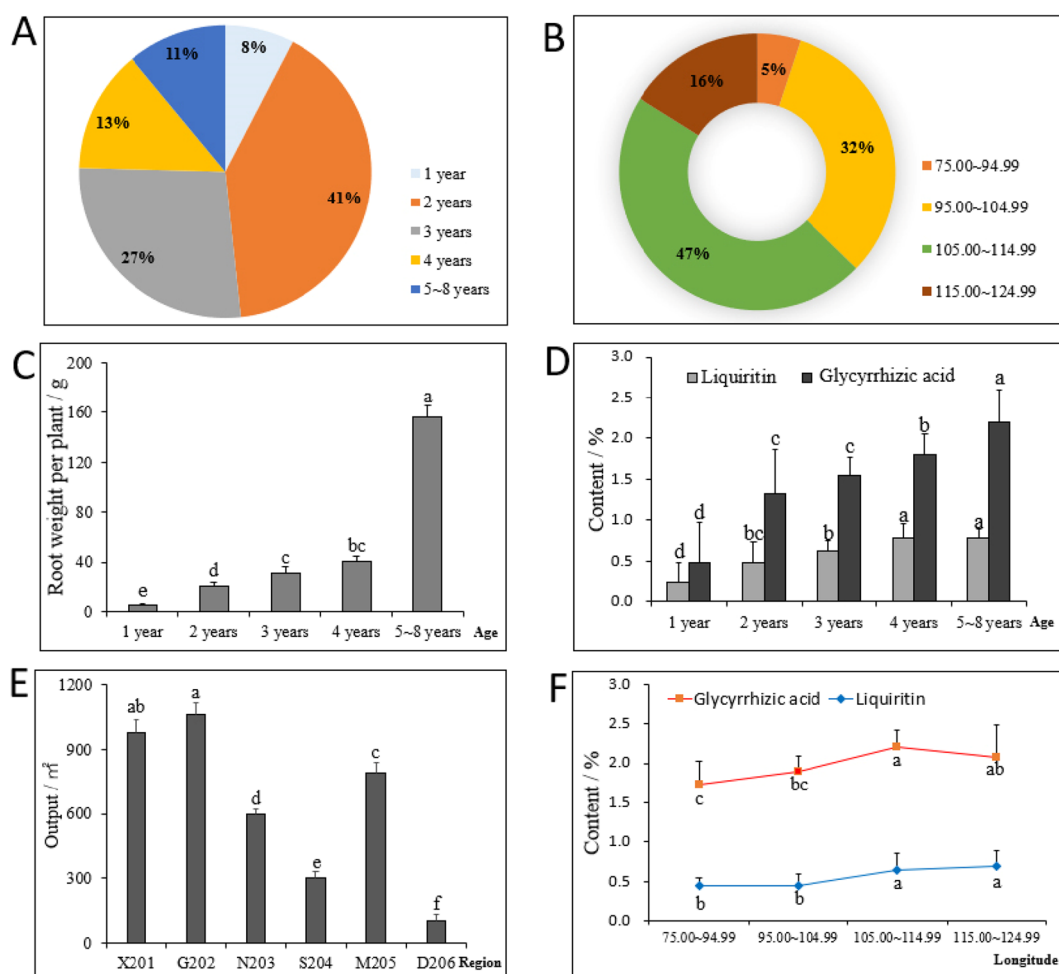 A
8%
11%
13%
41%
27%
1 year
2 years
3 years
4 years
5~8 years
B
5%
16%
32%
47%
75.00~94.99
95.00~104.99
105.00~114.99
115.00~124.99
C
Root weight per plant / g
200
160
120
80
40
0
e
d
c
bc
a
1 year 2 years 3 years 4 years 5~8 years Age
D
Content / %
3.0
2.5
2.0
1.5
1.0
0.5
0.0
Liquiritin Glycyrrhizic acid
d d
bc c
b c
a b
a a
1 year 2 years 3 years 4 years 5~8 years Age
E
Output / ㎡
1200
900
600
300
0
ab
a
d
e
c
f
X201 G202 N203 S204 M205 D206 Region
F
Content / %
3.0
2.5
2.0
1.5
1.0
0.5
0.0
Glycyrrhizic acid Liquiritin
c bc a ab
b b a a
75.00~94.99 95.00~104.99 105.00~114.99 115.00~124.99
Longitude